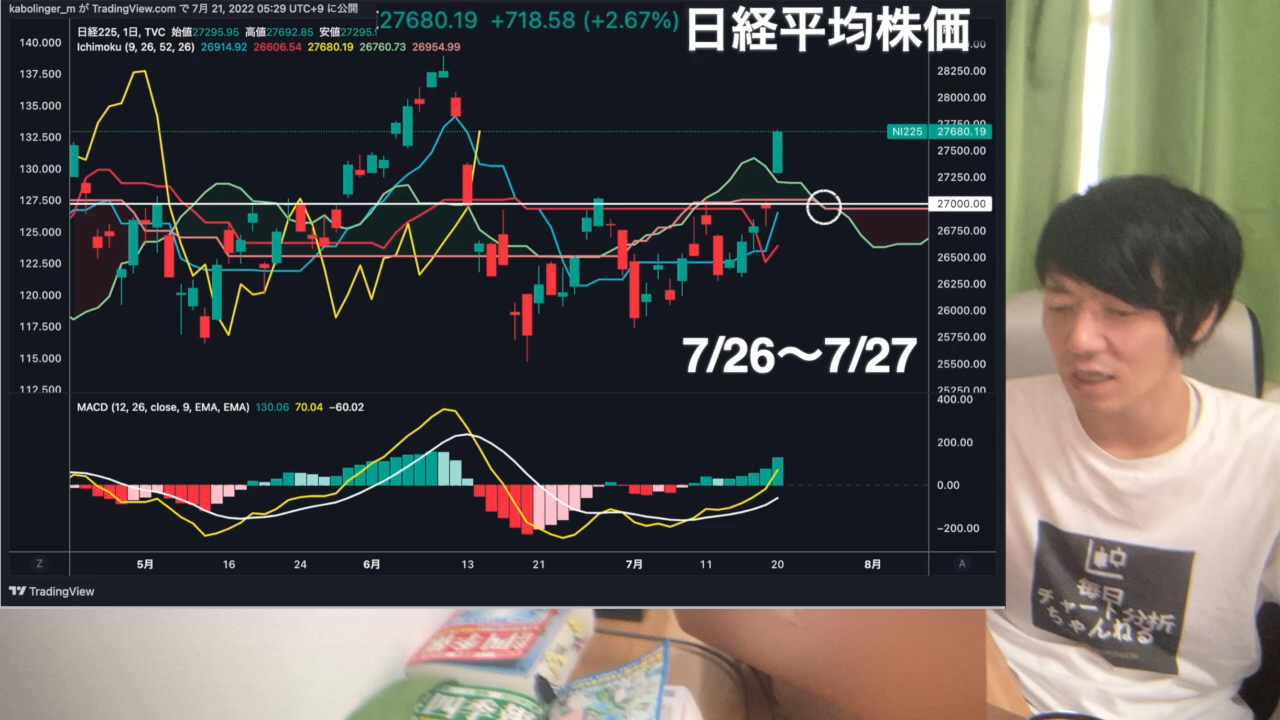 kabolinger_m が TradingView.com で 7月 21, 2022 05:29 UTC+9 に公開
27680.19 +718.58 (+2.67%)
日経平均株価
日経225, 1日, TVC 始値27295.95 高値27692.85 安値27295.
Ichimoku (9, 26, 52, 26) 26914.92 26606.54 27680.19 26760.73 26954.99
140.000
137.500
135.000
132.500
130.000
127.500
125.000
122.500
120.000
117.500
115.000
112.500
28250.00
28000.00
27750.00
NI225 27680.19
27500.00
27250.00
27000.00
26750.00
26500.00
26250.00
26000.00
25750.00
25500.00
25250.00
7/26〜7/27
MACD (12, 26, close, 9, EMA, EMA) 130.06 70.04 −60.02
400.00
200.00
0.00
−200.00
Z 5月 16 24 6月 13 21 7月 11 20 8月 A
TradingView
毎日
チャート分析
ちゃんねる